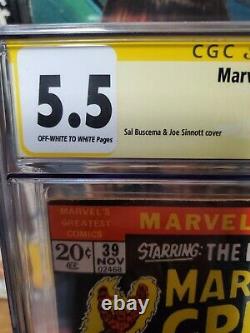 CGC
Marv
5.5
OFF-WHITE TO WHITE Pages
Sal Buscema & Joe Sinnott cover
MARVEL'S
GREATEST
COMICS
MARVEL
20¢
39
NOV
02468
STARRING: THE